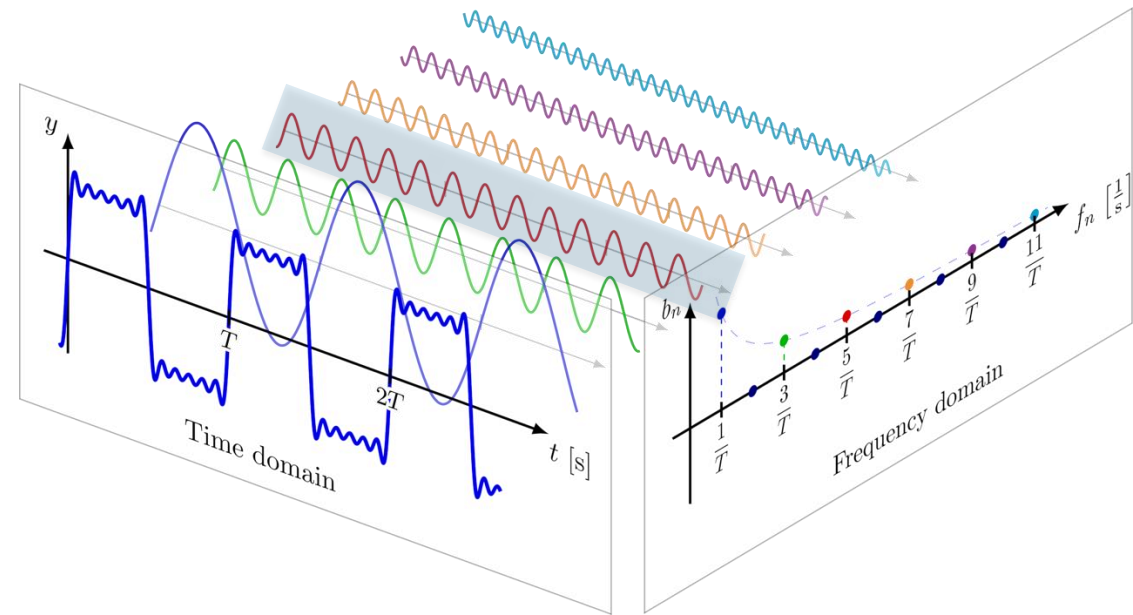 y
T
2T
t [s]
Time domain
b_n
1/T
3/T
5/T
7/T
9/T
11/T
f_n [1/s]
Frequency domain